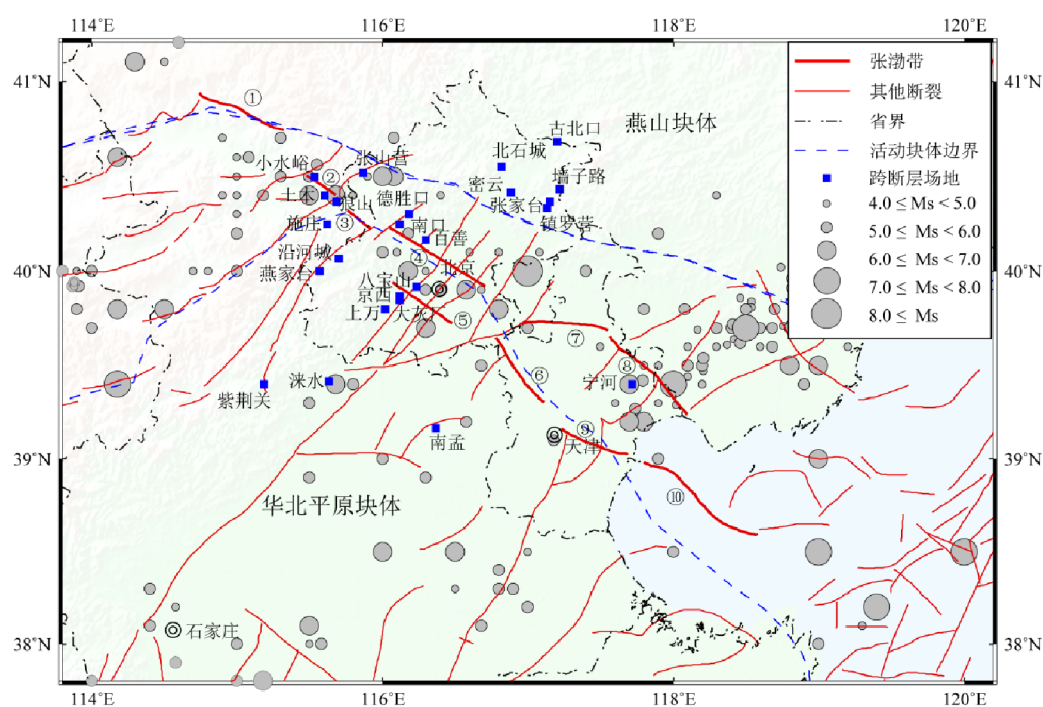 114°E
116°E
118°E
120°E
41°N
41°N
张渤带
其他断裂
省界
活动块体边界
跨断层场地
4.0 ≤ Ms < 5.0
5.0 ≤ Ms < 6.0
6.0 ≤ Ms < 7.0
7.0 ≤ Ms < 8.0
8.0 ≤ Ms
①
燕山块体
古北口
北石城
小水峪
张山营
墙子路
②
密云
土木
狼山
德胜口
张家台
镇罗营
施庄
③
南口
百善
沿河城
④
北京
燕家台
八宝山
40°N
40°N
京西
上万
大灰厂
⑤
⑦
⑥
⑧
涞水
宁河
紫荆关
南孟
⑨
天津
39°N
39°N
⑩
华北平原块体
石家庄
38°N
38°N
114°E
116°E
118°E
120°E